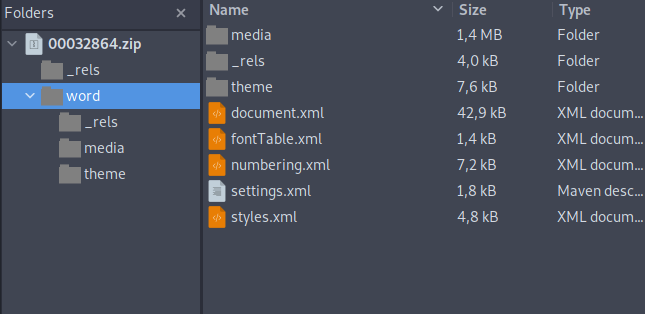 Folders ×
00032864.zip
_rels
word
_rels
media
theme
Name Size Type
media 1,4 MB Folder
_rels 4,0 kB Folder
theme 7,6 kB Folder
document.xml 42,9 kB XML docum...
fontTable.xml 1,4 kB XML docum...
numbering.xml 7,2 kB XML docum...
settings.xml 1,8 kB Maven desc...
styles.xml 4,8 kB XML docum...